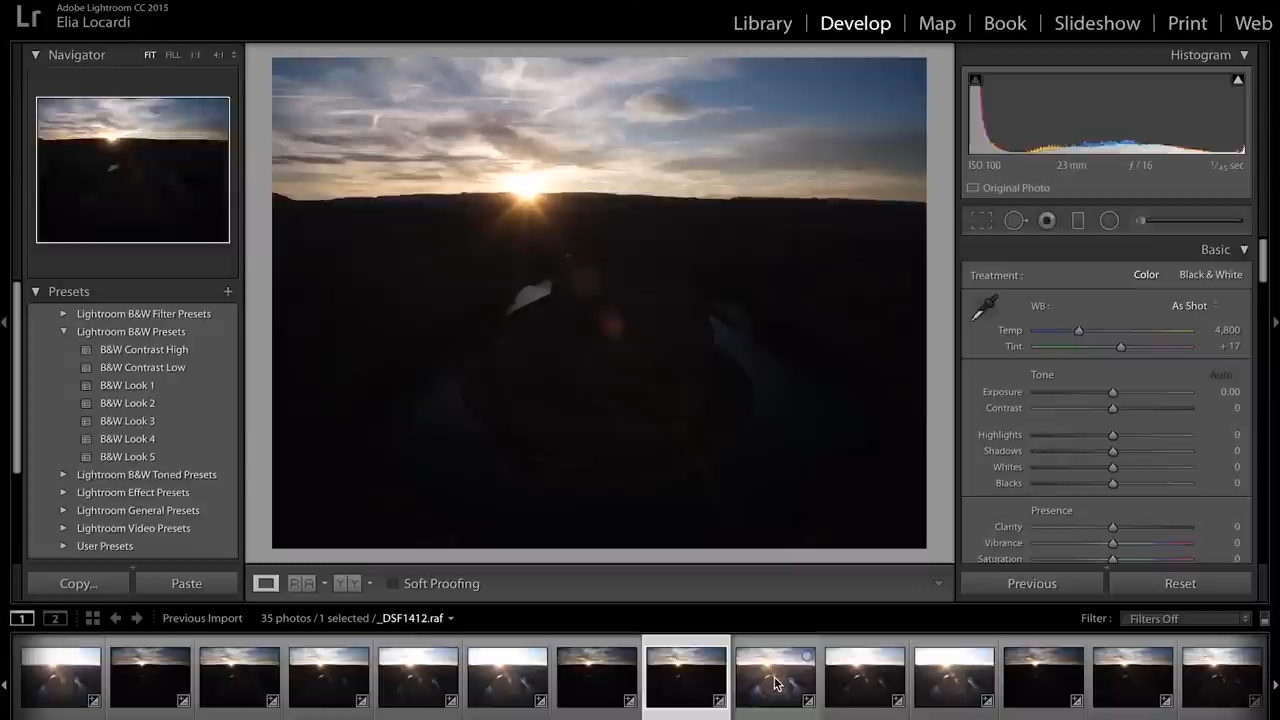 Lr
Adobe Lightroom CC 2015
Elia Locardi
Library | Develop | Map | Book | Slideshow | Print | Web
Navigator FIT FILL 1:1 4:1
Presets +
Lightroom B&W Filter Presets
Lightroom B&W Presets
B&W Contrast High
B&W Contrast Low
B&W Look 1
B&W Look 2
B&W Look 3
B&W Look 4
B&W Look 5
Lightroom B&W Toned Presets
Lightroom Effect Presets
Lightroom General Presets
Lightroom Video Presets
User Presets
Copy... Paste
Soft Proofing
Histogram
ISO 100 23 mm ƒ / 16 1/45 sec
Original Photo
Basic
Treatment : Color Black & White
WB : As Shot
Temp 4,800
Tint + 17
Tone Auto
Exposure 0.00
Contrast 0
Highlights 0
Shadows 0
Whites 0
Blacks 0
Presence
Clarity 0
Vibrance 0
Saturation 0
Previous Reset
1 2 Previous Import 35 photos / 1 selected / _DSF1412.raf Filter : Filters Off